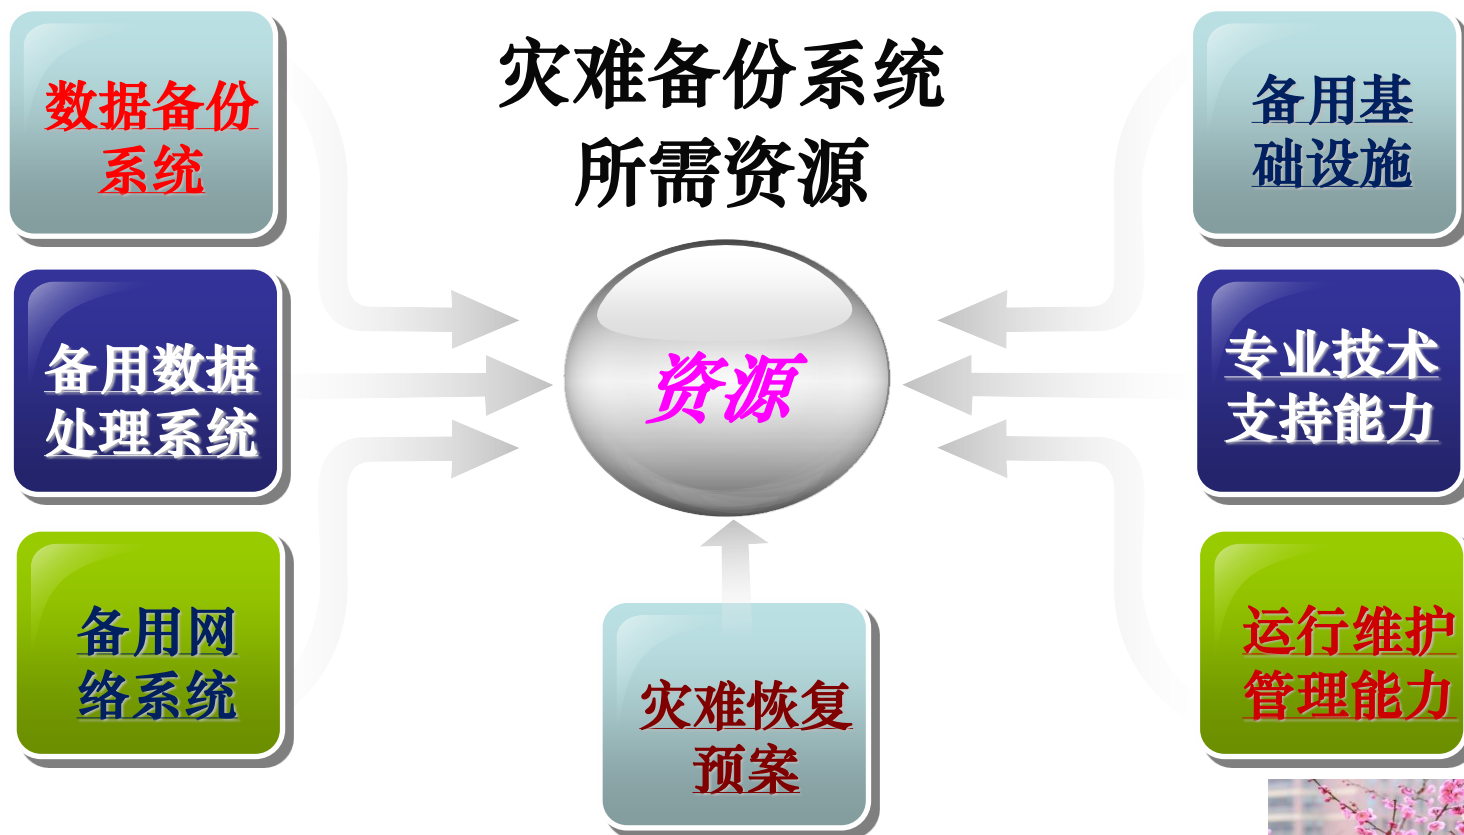 灾难备份系统
所需资源
数据备份
系统
备用数据
处理系统
备用网
络系统
资源
灾难恢复
预案
备用基
础设施
专业技术
支持能力
运行维护
管理能力